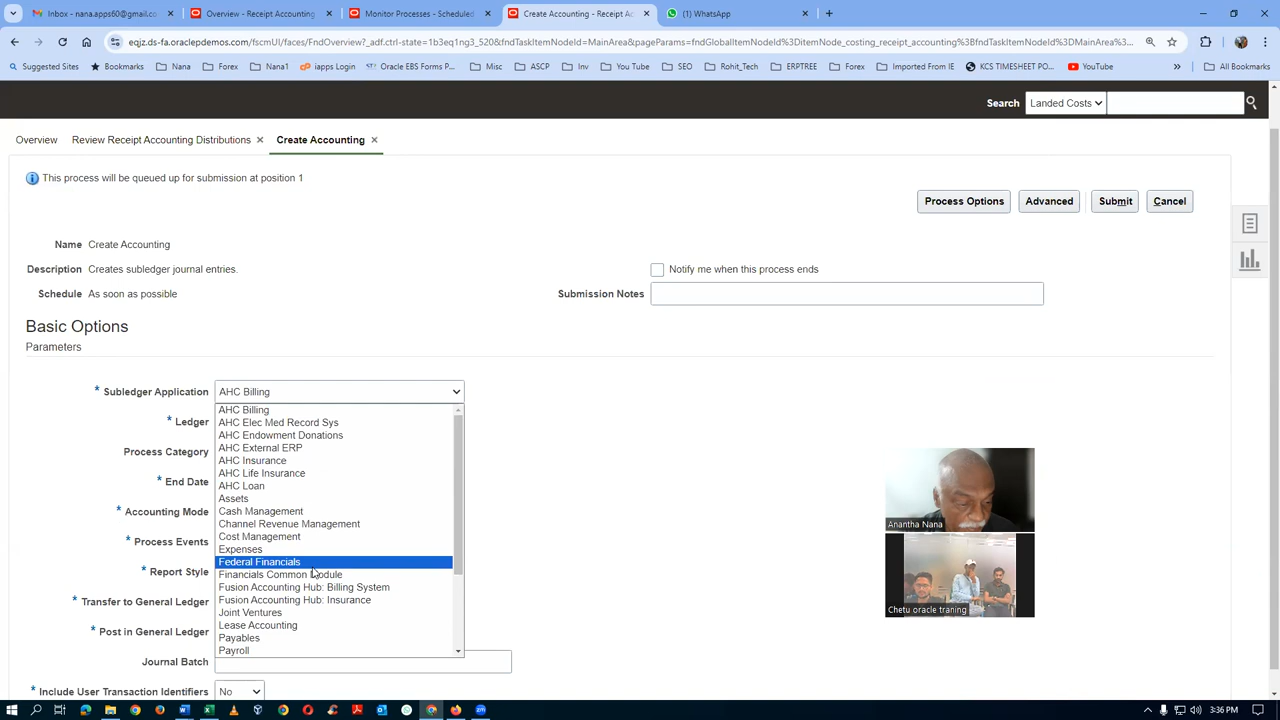 Inbox - nana.apps60@gmail.com
Overview - Receipt Accounting
Monitor Processes - Scheduled
Create Accounting - Receipt Ac
(1) WhatsApp
eqjz.ds-fa.oraclepdemos.com/fscmUI/faces/FndOverview?_adf.ctrl-state=1b3eq1ng3_520&fndTaskItemNodeId=MainArea&pageParams=fndGlobalItemNodeId%3DitemNode_costing_receipt_accounting%3BfndTaskItemNodeId%3DMainArea%3...
Suggested Sites
Bookmarks
Nana
Forex
Nana1
iapps Login
Oracle EBS Forms P...
Misc
ASCP
Inv
You Tube
SEO
Rohit_Tech
ERPTREE
Forex
Imported From IE
KCS TIMESHEET PO...
YouTube
All Bookmarks
Search
Landed Costs
Overview
Review Receipt Accounting Distributions
Create Accounting
This process will be queued up for submission at position 1
Process Options
Advanced
Submit
Cancel
Name Create Accounting
Description Creates subledger journal entries.
Notify me when this process ends
Schedule As soon as possible
Submission Notes
Basic Options
Parameters
* Subledger Application AHC Billing
AHC Billing
* Ledger
AHC Elec Med Record Sys
AHC Endowment Donations
Process Category
AHC External ERP
AHC Insurance
AHC Life Insurance
* End Date
AHC Loan
Assets
* Accounting Mode
Cash Management
Channel Revenue Management
* Process Events
Cost Management
Expenses
Federal Financials
* Report Style
Financials Common Module
Fusion Accounting Hub: Billing System
* Transfer to General Ledger
Fusion Accounting Hub: Insurance
Joint Ventures
* Post in General Ledger
Lease Accounting
Payables
Payroll
Journal Batch
* Include User Transaction Identifiers No
Anantha Nana
Chetu oracle traning
3:36 PM